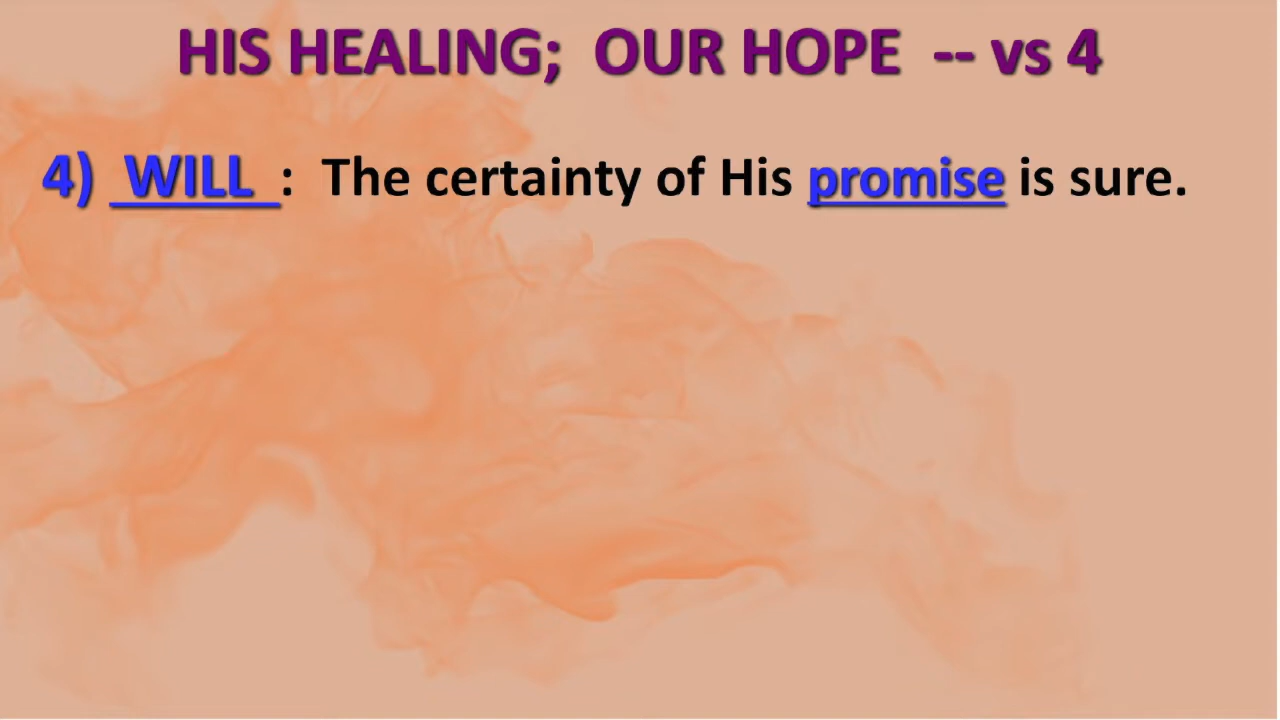 HIS HEALING; OUR HOPE -- vs 4
4) WILL : The certainty of His promise is sure.